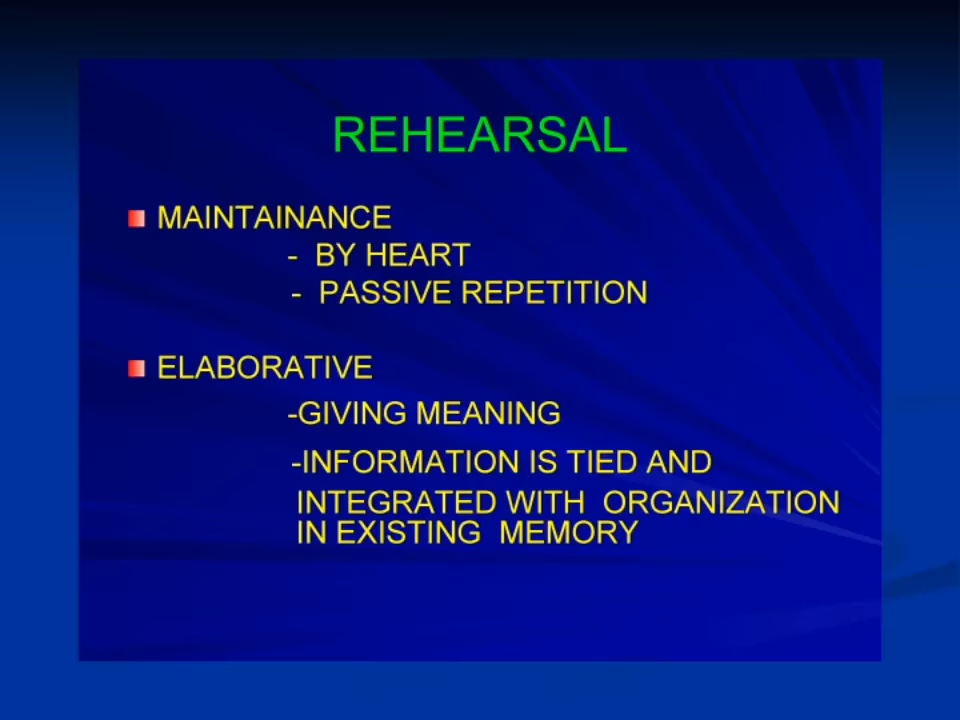 REHEARSAL
MAINTAINANCE
- BY HEART
- PASSIVE REPETITION
ELABORATIVE
-GIVING MEANING
-INFORMATION IS TIED AND
INTEGRATED WITH ORGANIZATION
IN EXISTING MEMORY